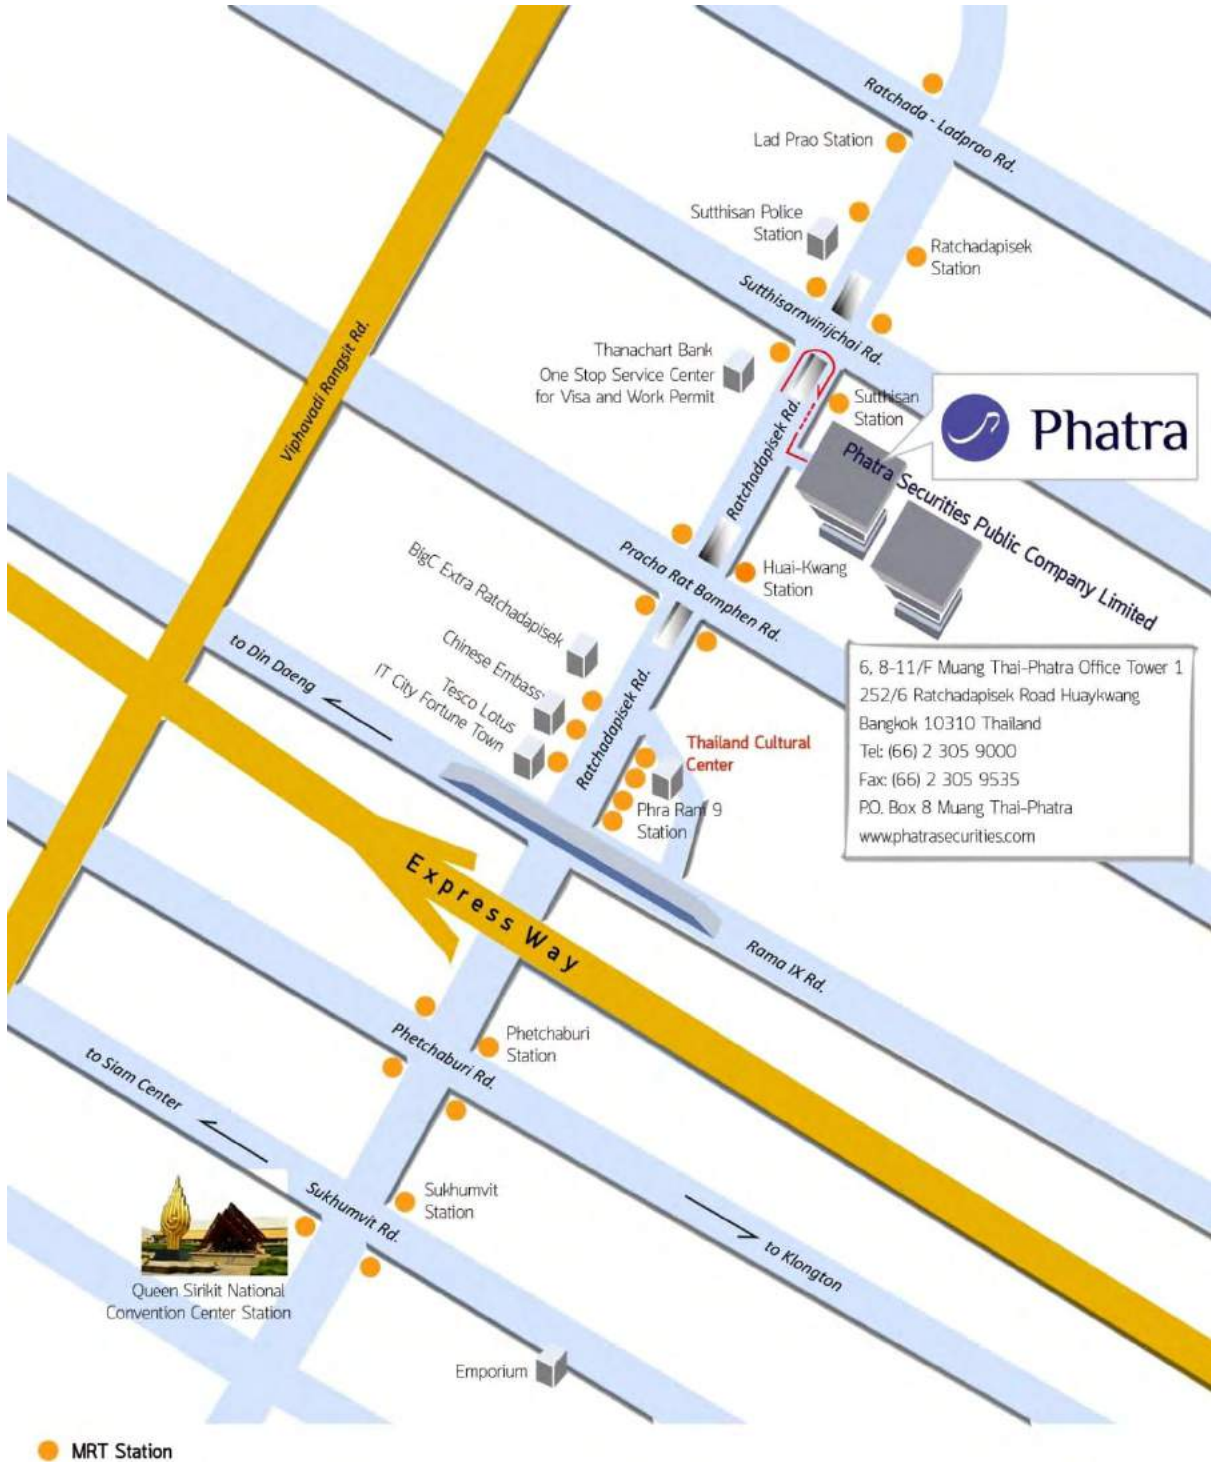 Ratchada - Ladprao Rd.
Lad Prao Station
Sutthisan Police
Station
Ratchadapisek
Station
Sutthisarnvinijchai Rd.
Viphavadi Rangsit Rd.
Thanachart Bank
One Stop Service Center
for Visa and Work Permit
Sutthisan
Station
Phatra
Ratchadapisek Rd.
Phatra Securities Public Company Limited
Pracha Rat Bamphen Rd.
Huai-Kwang
Station
BigC Extra Ratchadapisek
Chinese Embass
Tesco Lotus
IT City Fortune Town
to Din Daeng
Ratchadapisek Rd.
Thailand Cultural
Center
Phra Ram 9
Station
6, 8-11/F Muang Thai-Phatra Office Tower 1
252/6 Ratchadapisek Road Huaykwang
Bangkok 10310 Thailand
Tel: (66) 2 305 9000
Fax: (66) 2 305 9535
P.O. Box 8 Muang Thai-Phatra
www.phatrasecurities.com
Express Way
Rama IX Rd.
Phetchaburi Rd.
Phetchaburi
Station
to Siam Center
Sukhumvit Rd.
Sukhumvit
Station
to Klongton
Queen Sirikit National
Convention Center Station
Emporium
MRT Station